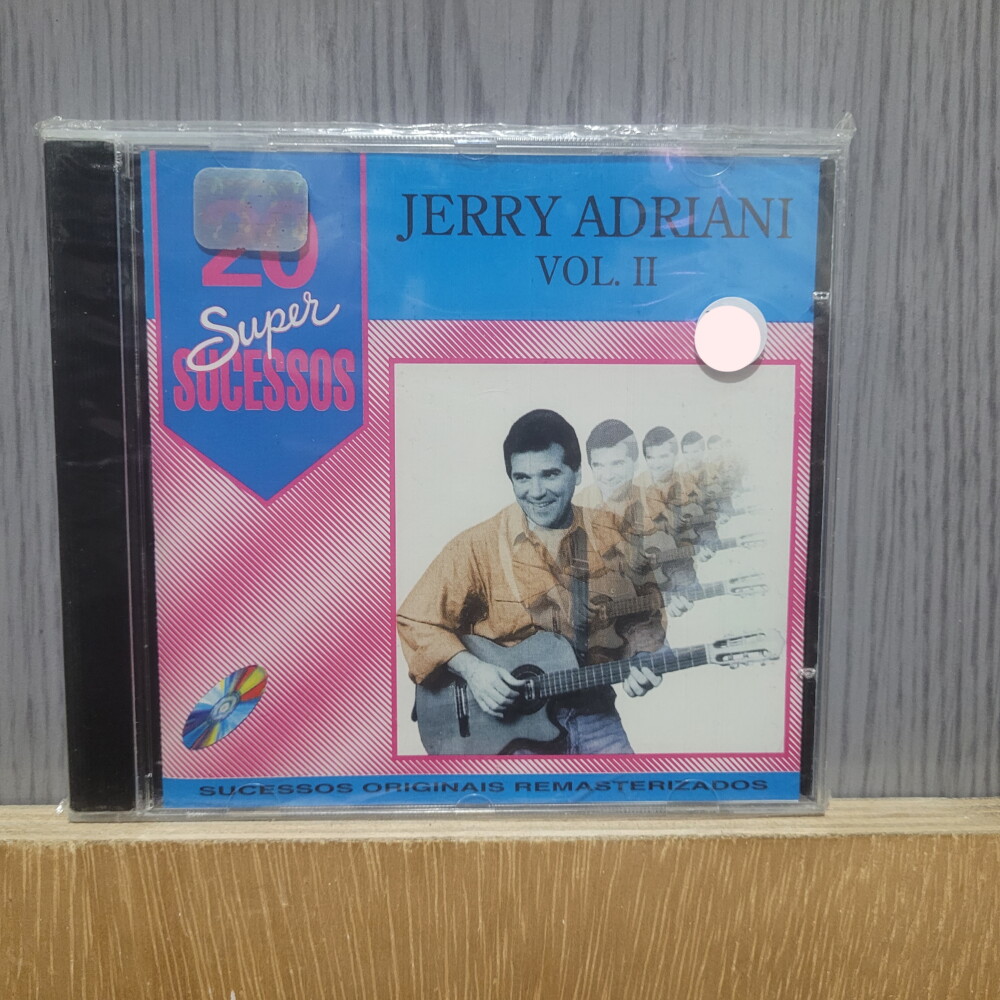 20
Super
SUCESSOS
JERRY ADRIANI
VOL. II
SUCESSOS ORIGINAIS REMASTERIZADOS